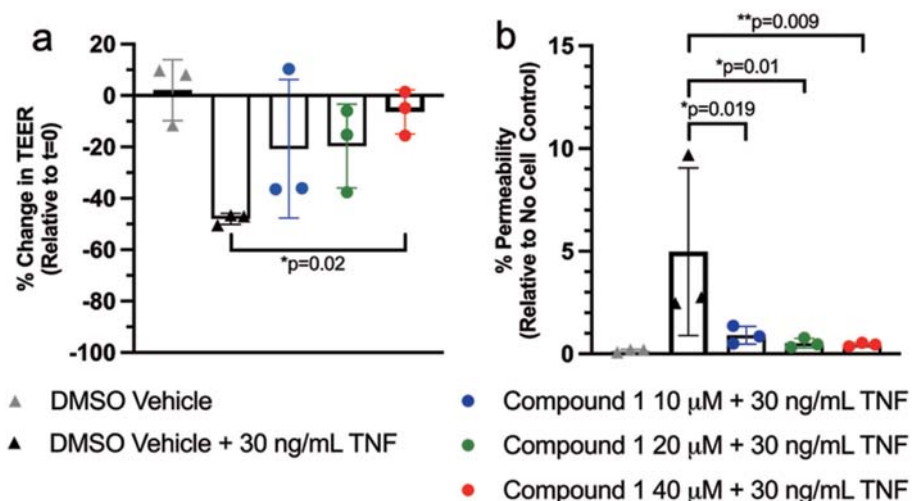 a
% Change in TEER
(Relative to t=0)
20
0
-20
-40
-60
-80
-100
*p=0.02
b
% Permeability
(Relative to No Cell Control)
15
10
5
0
**p=0.009
*p=0.01
*p=0.019
DMSO Vehicle
DMSO Vehicle + 30 ng/mL TNF
Compound 1 10 μM + 30 ng/mL TNF
Compound 1 20 μM + 30 ng/mL TNF
Compound 1 40 μM + 30 ng/mL TNF